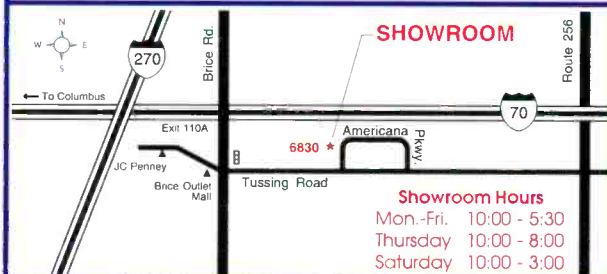 N
W E
S
270
Brice Rd.
SHOWROOM
Route 256
To Columbus
70
Exit 110A
6830
Americana
Pkwy.
JC Penney
Brice Outlet
Mall
Tussing Road
Showroom Hours
Mon.-Fri. 10:00 - 5:30
Thursday 10:00 - 8:00
Saturday 10:00 - 3:00